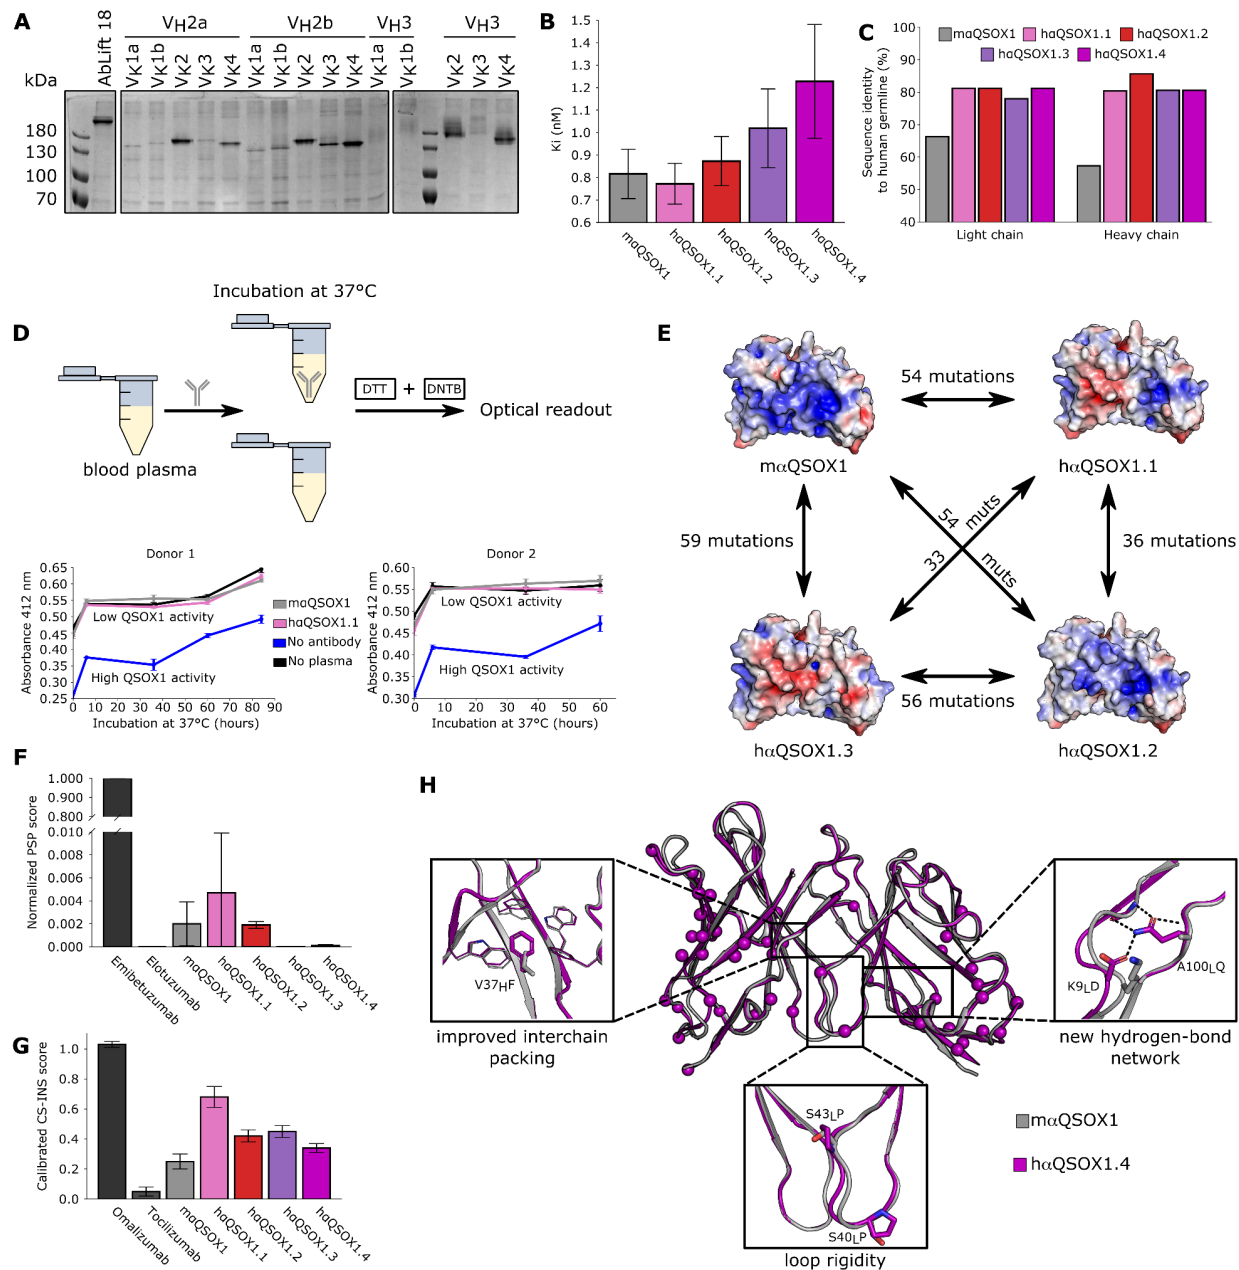 A
kDa
AbLift 18
VH2a
VH2b
VH3
VH3
Vκ1a
Vκ1b
Vκ2
Vκ3
Vκ4
Vκ1a
Vκ1b
Vκ2
Vκ3
Vκ4
Vκ1a
Vκ1b
Vκ2
Vκ3
Vκ4
180
130
100
70
B
Ki (nM)
1.5
1.4
1.3
1.2
1.1
1.0
0.9
0.8
0.7
0.6
mαQSOX1
hαQSOX1.1
hαQSOX1.2
hαQSOX1.3
hαQSOX1.4
C
mαQSOX1 hαQSOX1.1 hαQSOX1.2
hαQSOX1.3 hαQSOX1.4
Sequence identity
to human germline (%)
90
80
70
60
50
40
Light chain
Heavy chain
D
Incubation at 37°C
DTT + DNTB
Optical readout
blood plasma
Donor 1
Absorbance 412 nm
0.65
0.60
0.55
0.50
0.45
0.40
0.35
0.30
0.25
Low QSOX1 activity
High QSOX1 activity
0 10 20 30 40 50 60 70 80 90
Incubation at 37°C (hours)
mαQSOX1
hαQSOX1.1
No antibody
No plasma
Donor 2
Absorbance 412 nm
0.60
0.55
0.50
0.45
0.40
0.35
0.30
Low QSOX1 activity
High QSOX1 activity
0 10 20 30 40 50 60
Incubation at 37°C (hours)
E
54 mutations
mαQSOX1
hαQSOX1.1
59 mutations
54 muts
33 muts
36 mutations
56 mutations
hαQSOX1.3
hαQSOX1.2
F
Normalized PSP score
1.000
0.900
0.800
0.010
0.008
0.006
0.004
0.002
0.000
Emibetuzumab
Elotuzumab
mαQSOX1
hαQSOX1.1
hαQSOX1.2
hαQSOX1.3
hαQSOX1.4
G
Calibrated CS-INS score
1.0
0.8
0.6
0.4
0.2
0.0
Omalizumab
Tocilizumab
mαQSOX1
hαQSOX1.1
hαQSOX1.2
hαQSOX1.3
hαQSOX1.4
H
V37HF
improved interchain
packing
K9LD
A100LQ
new hydrogen-bond
network
S43LP
S40LP
loop rigidity
mαQSOX1
hαQSOX1.4